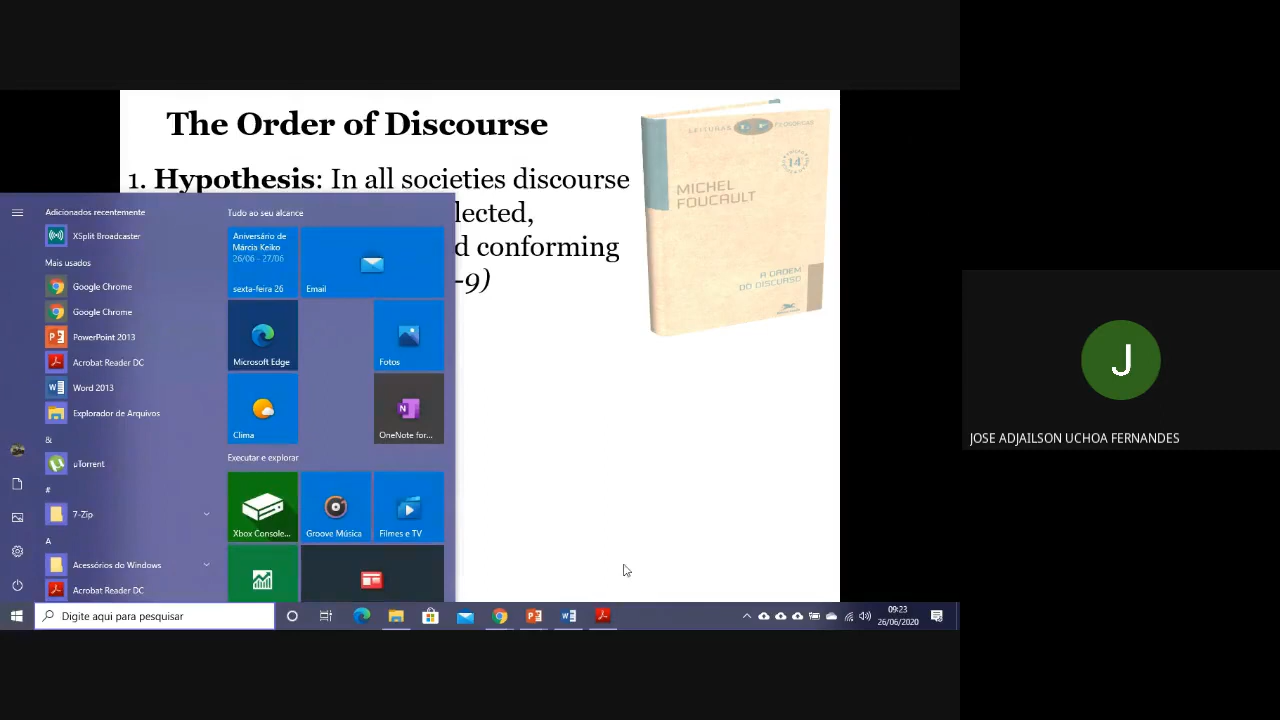 The Order of Discourse
1. Hypothesis: In all societies discourse
lected,
d conforming
-9)
LEITURAS FILOSÓFICAS
14ª
MICHEL
FOUCAULT
A ORDEM
DO DISCURSO
Adicionados recentemente
XSplit Broadcaster
Mais usados
Google Chrome
Google Chrome
PowerPoint 2013
Acrobat Reader DC
Word 2013
Explorador de Arquivos
&
µTorrent
#
7-Zip
A
Acessórios do Windows
Acrobat Reader DC
Tudo ao seu alcance
Aniversário de
Márcia Keiko
26/06 - 27/06
sexta-feira 26
Email
Microsoft Edge
Fotos
Clima
OneNote for...
Executar e explorar
Xbox Console...
Groove Música
Filmes e TV
Digite aqui para pesquisar
09:23
26/06/2020
J
JOSE ADJAILSON UCHOA FERNANDES